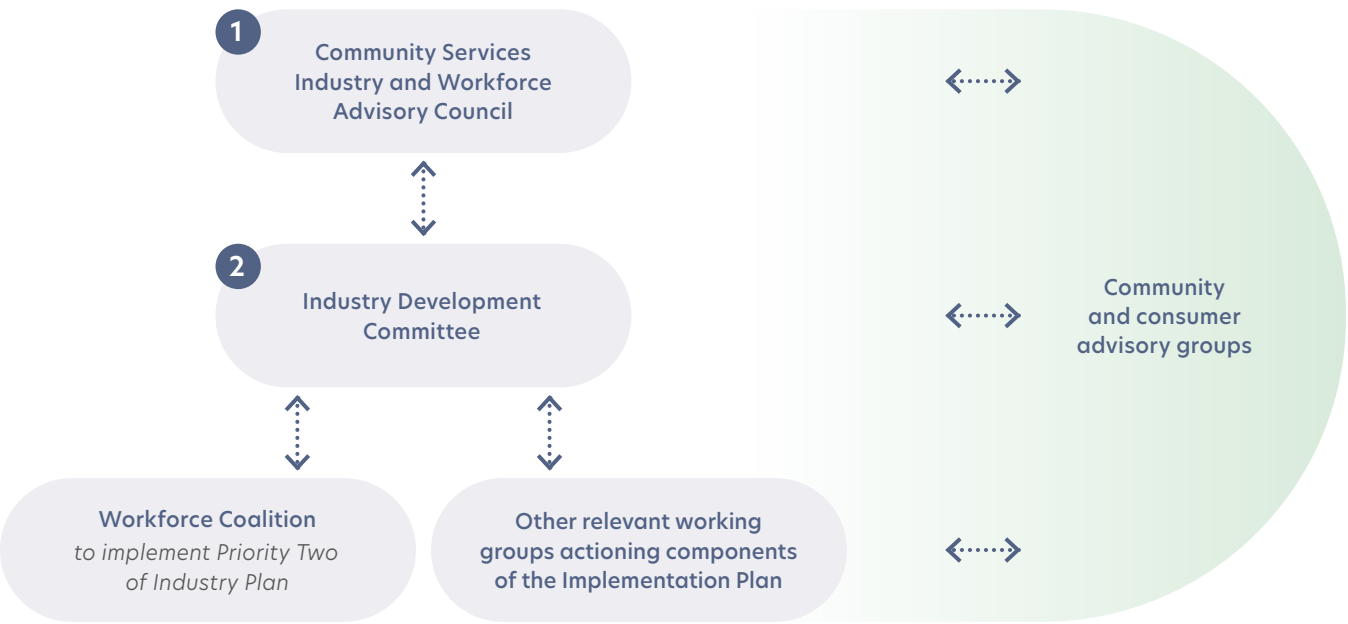 1
Community Services
Industry and Workforce
Advisory Council
2
Industry Development
Committee
Community
and consumer
advisory groups
Workforce Coalition
to implement Priority Two
of Industry Plan
Other relevant working
groups actioning components
of the Implementation Plan